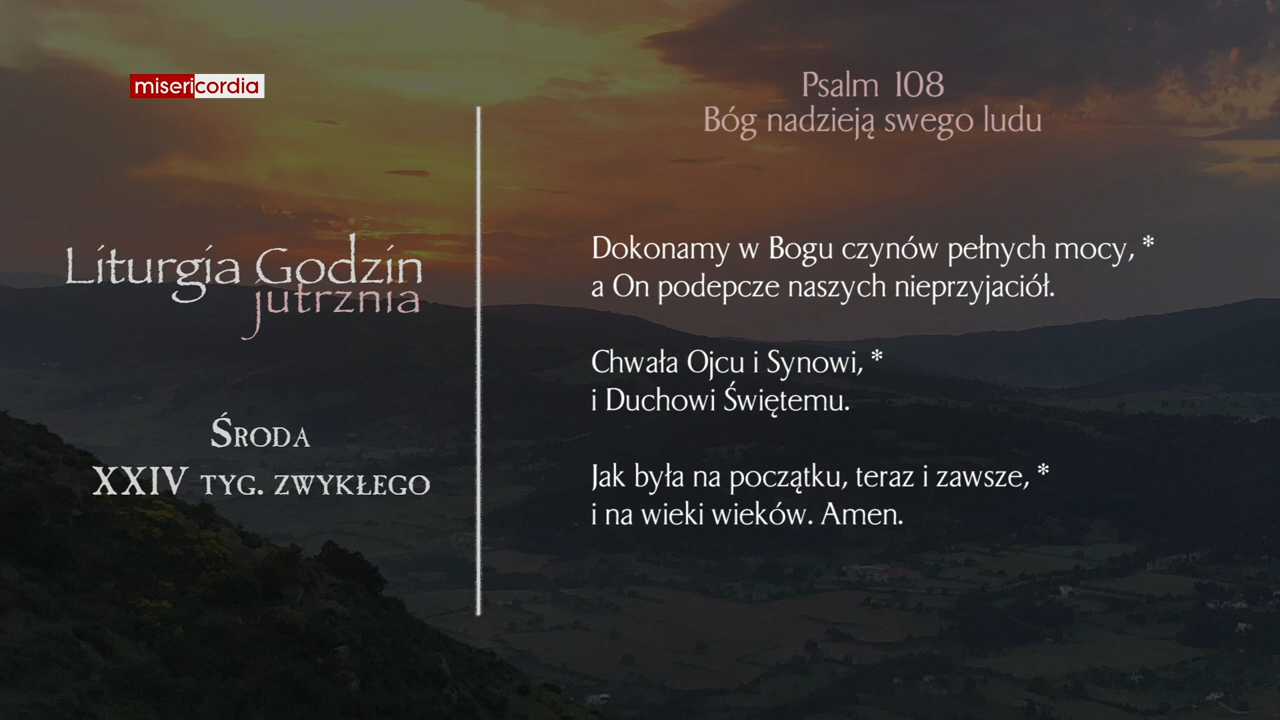 misericordia
Liturgia Godzin
jutrznia
Środa
XXIV tyg. zwykłego
Psalm 108
Bóg nadzieją swego ludu
Dokonamy w Bogu czynów pełnych mocy, *
a On podepcze naszych nieprzyjaciół.
Chwała Ojcu i Synowi, *
i Duchowi Świętemu.
Jak była na początku, teraz i zawsze, *
i na wieki wieków. Amen.